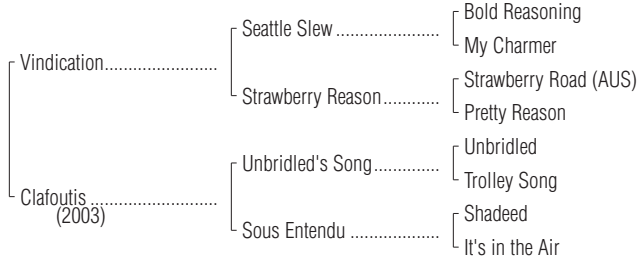 Bold Reasoning
Seattle Slew ..................
My Charmer
Vindication.......................
Strawberry Road (AUS)
Strawberry Reason............
Pretty Reason
Unbridled
Unbridled's Song...............
Trolley Song
Clafoutis ..........................
(2003)
Shadeed
Sous Entendu ..................
It's in the Air